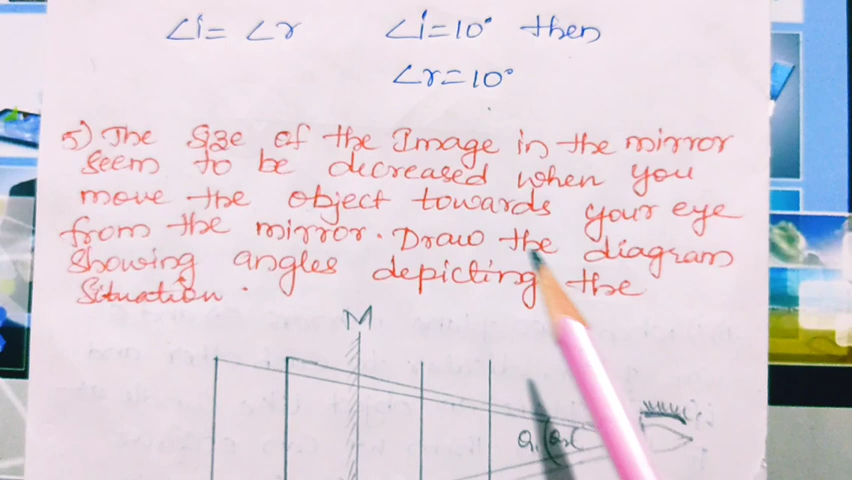 ∠i= ∠r ∠i=10° then
∠r=10°
5) The Size of the Image in the mirror
seem to be decreased when you
move the object towards your eye
from the mirror. Draw the diagram
showing angles depicting the
situation.
M